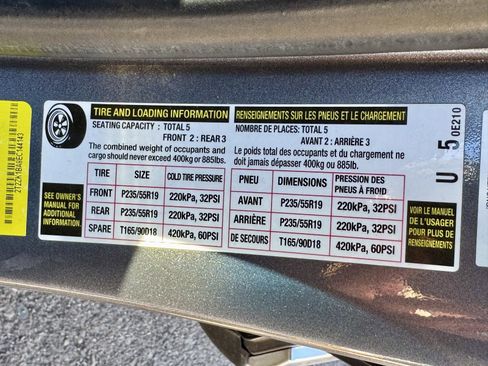 2T2ZK1BA8EC144143
TIRE AND LOADING INFORMATION
SEATING CAPACITY : TOTAL 5
FRONT 2 : REAR 3
The combined weight of occupants and
cargo should never exceed 400kg or 885lbs.
TIRE SIZE COLD TIRE PRESSURE
FRONT P235/55R19 220kPa, 32PSI
REAR P235/55R19 220kPa, 32PSI
SPARE T165/90D18 420kPa, 60PSI
SEE OWNER'S
MANUAL FOR
ADDITIONAL
INFORMATION.
RENSEIGNEMENTS SUR LES PNEUS ET LE CHARGEMENT
NOMBRE DE PLACES: TOTAL 5
AVANT 2 : ARRIÈRE 3
Le poids total des occupants et du chargement ne
doit jamais dépasser 400kg ou 885lb.
PNEU DIMENSIONS PRESSION DES
PNEUS À FROID
AVANT P235/55R19 220kPa, 32PSI
ARRIÈRE P235/55R19 220kPa, 32PSI
DE SECOURS T165/90D18 420kPa, 60PSI
VOIR LE MANUEL
DE L'USAGER
POUR PLUS DE
RENSEIGNEMENTS
U 5 0E210